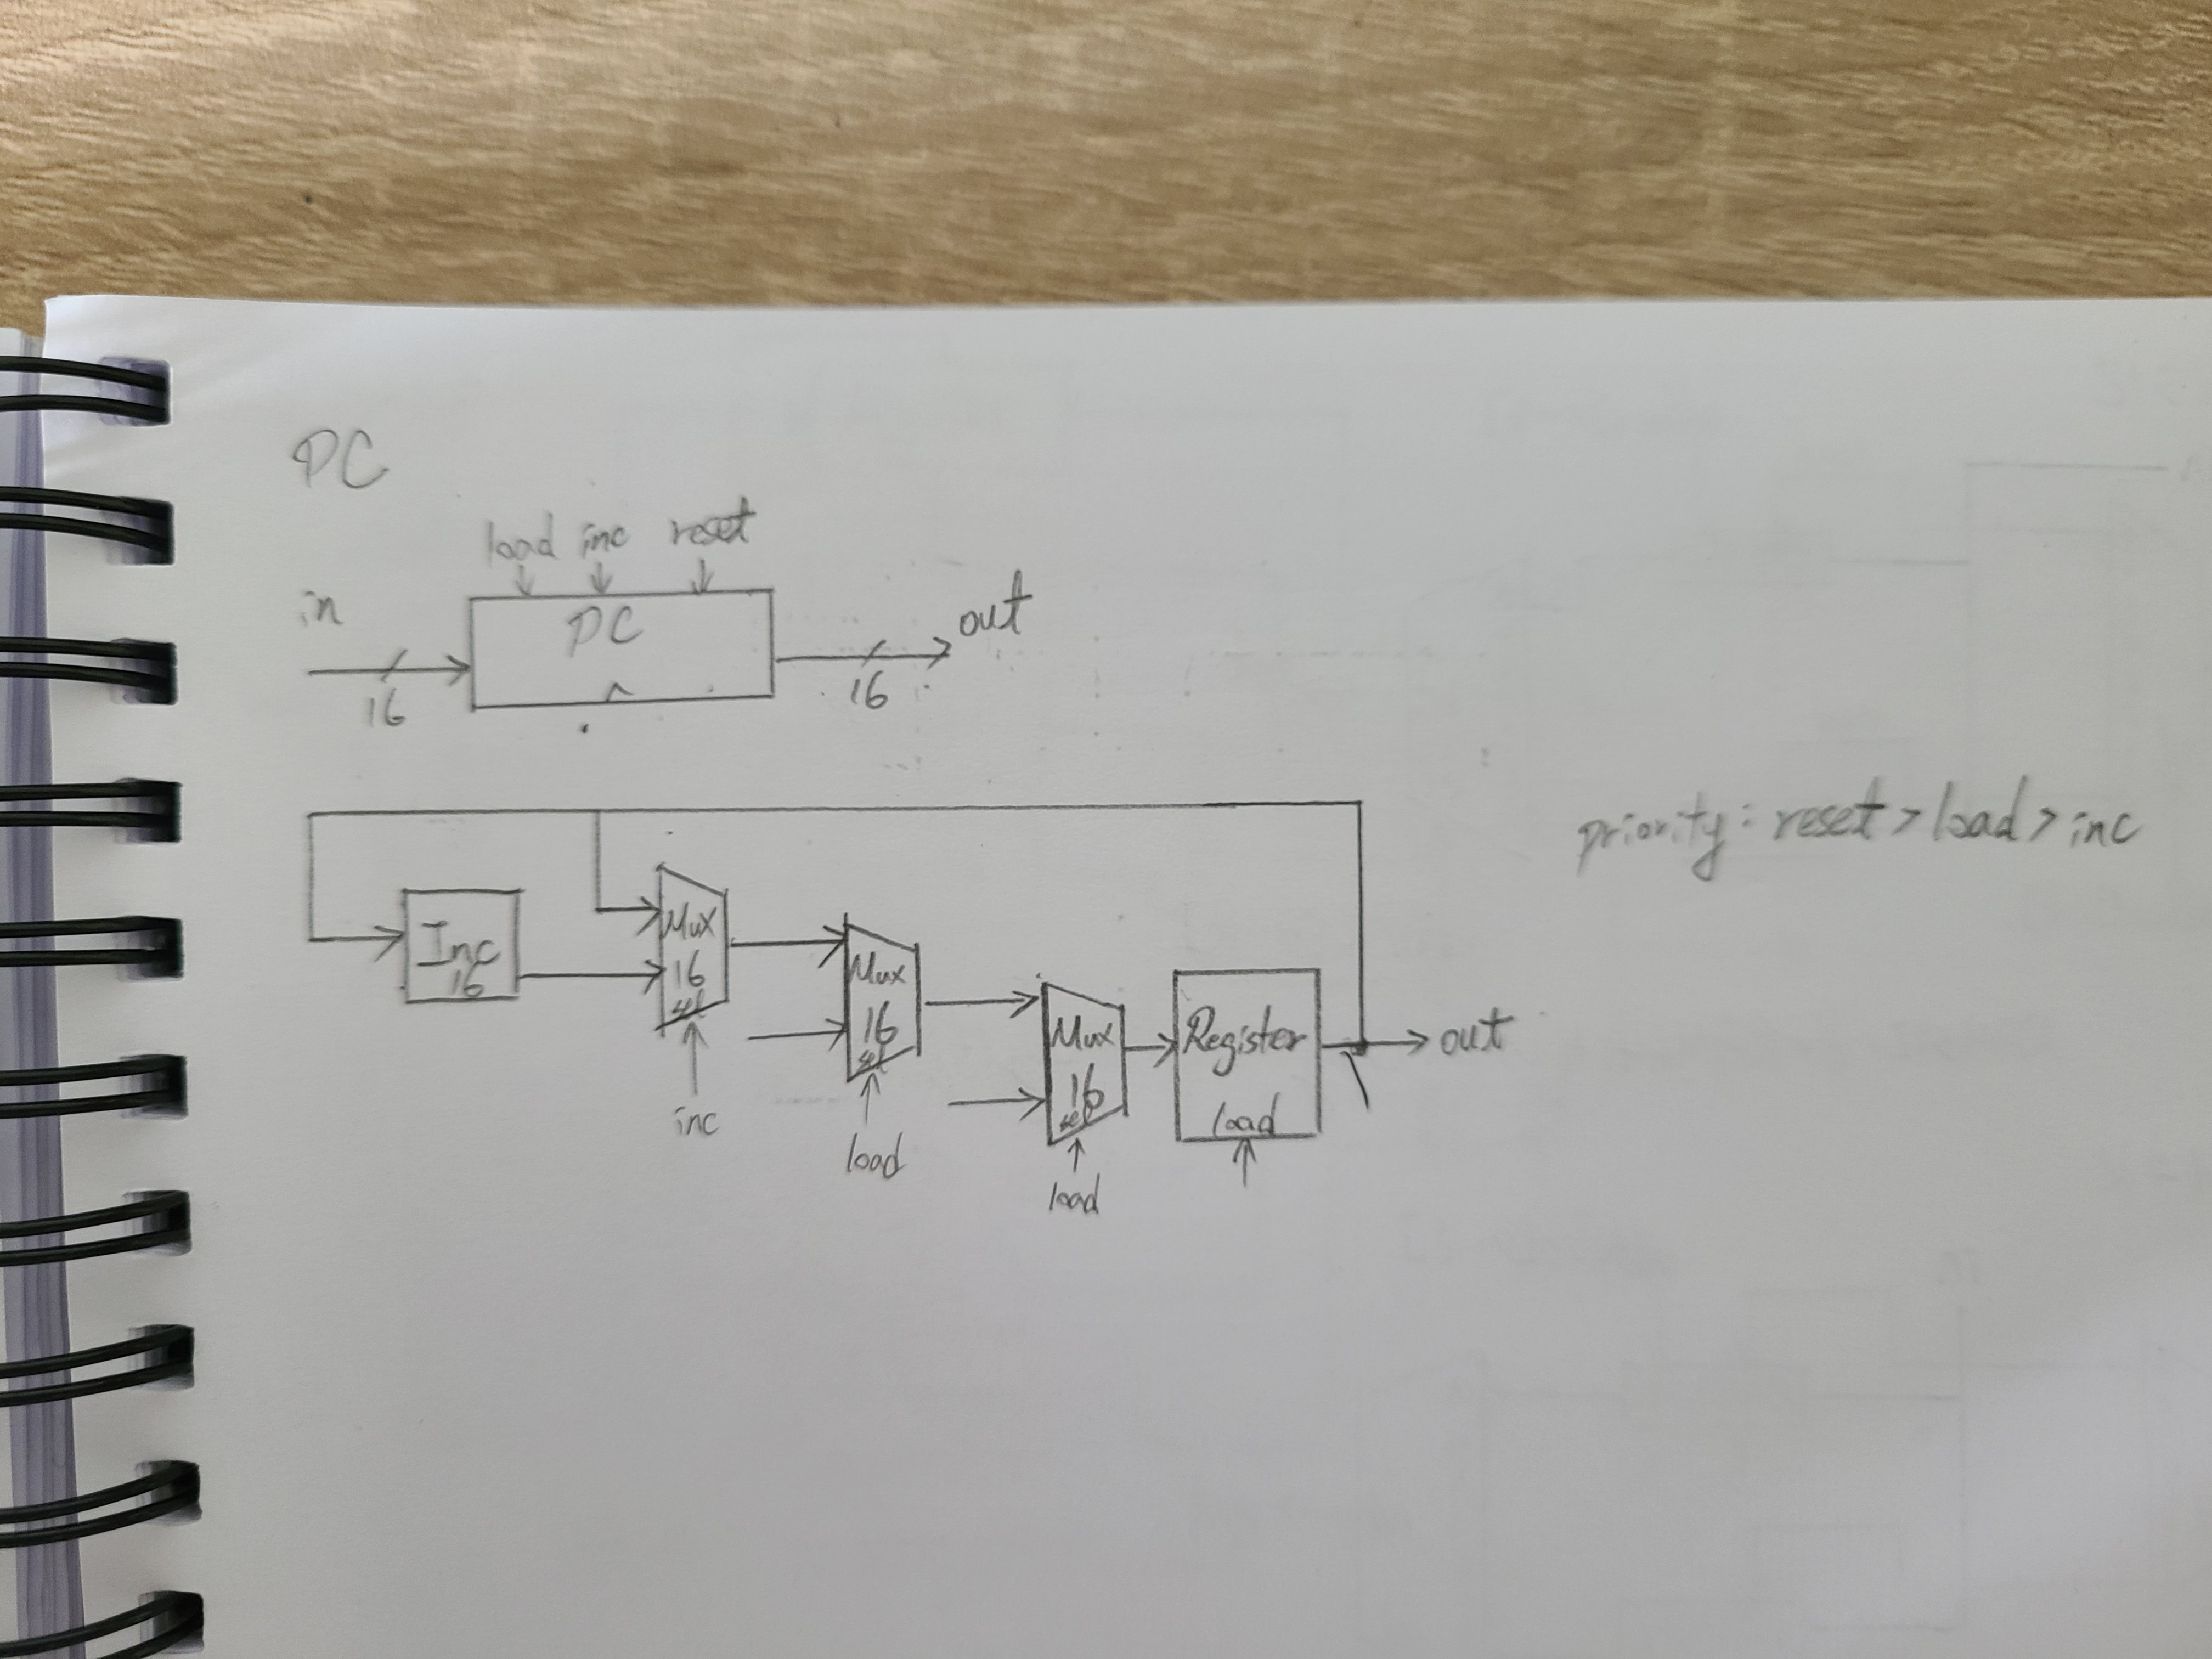 PC
load inc reset
in
PC
out
16
16
priority: reset > load > inc
Inc
16
Mux
16
sel
inc
Mux
16
sel
load
Mux
16
sel
load
Register
load
out